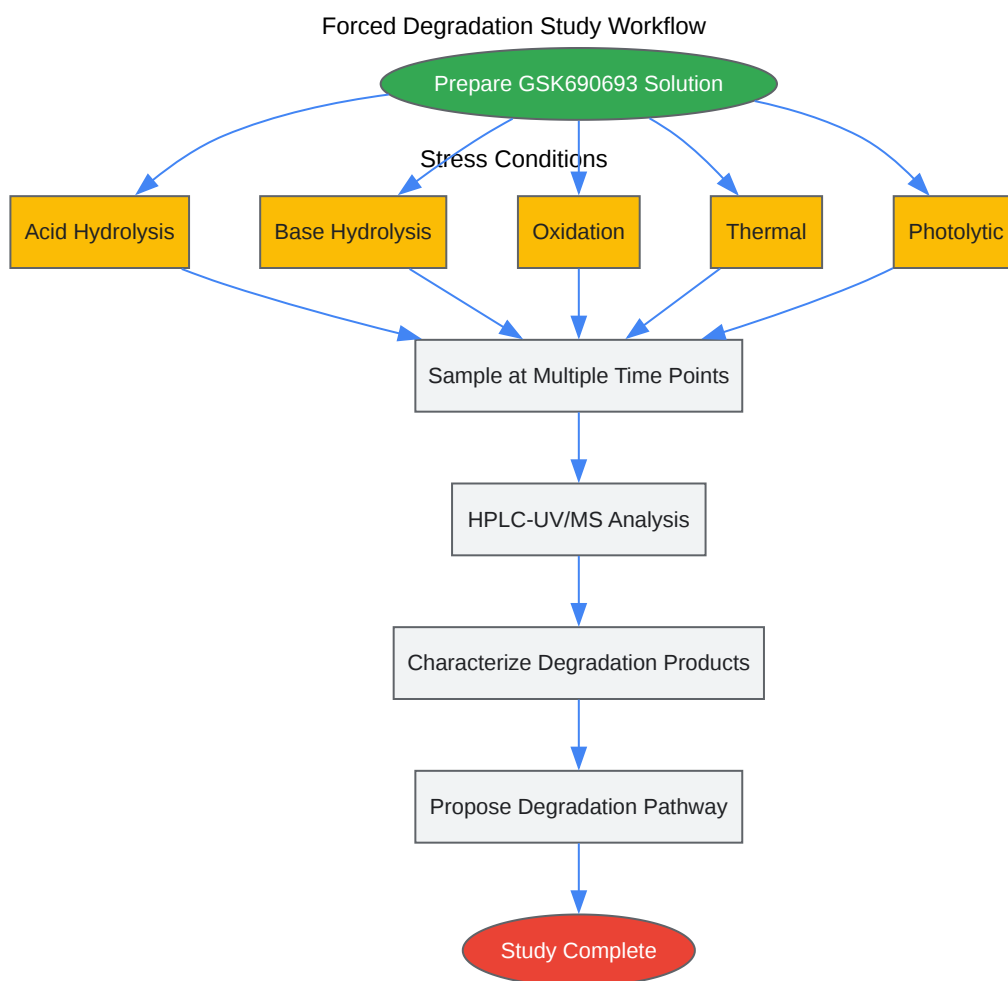 Forced Degradation Study Workflow
Prepare GSK690693 Solution
Stress Conditions
Acid Hydrolysis
Base Hydrolysis
Oxidation
Thermal
Photolytic
Sample at Multiple Time Points
HPLC-UV/MS Analysis
Characterize Degradation Products
Propose Degradation Pathway
Study Complete